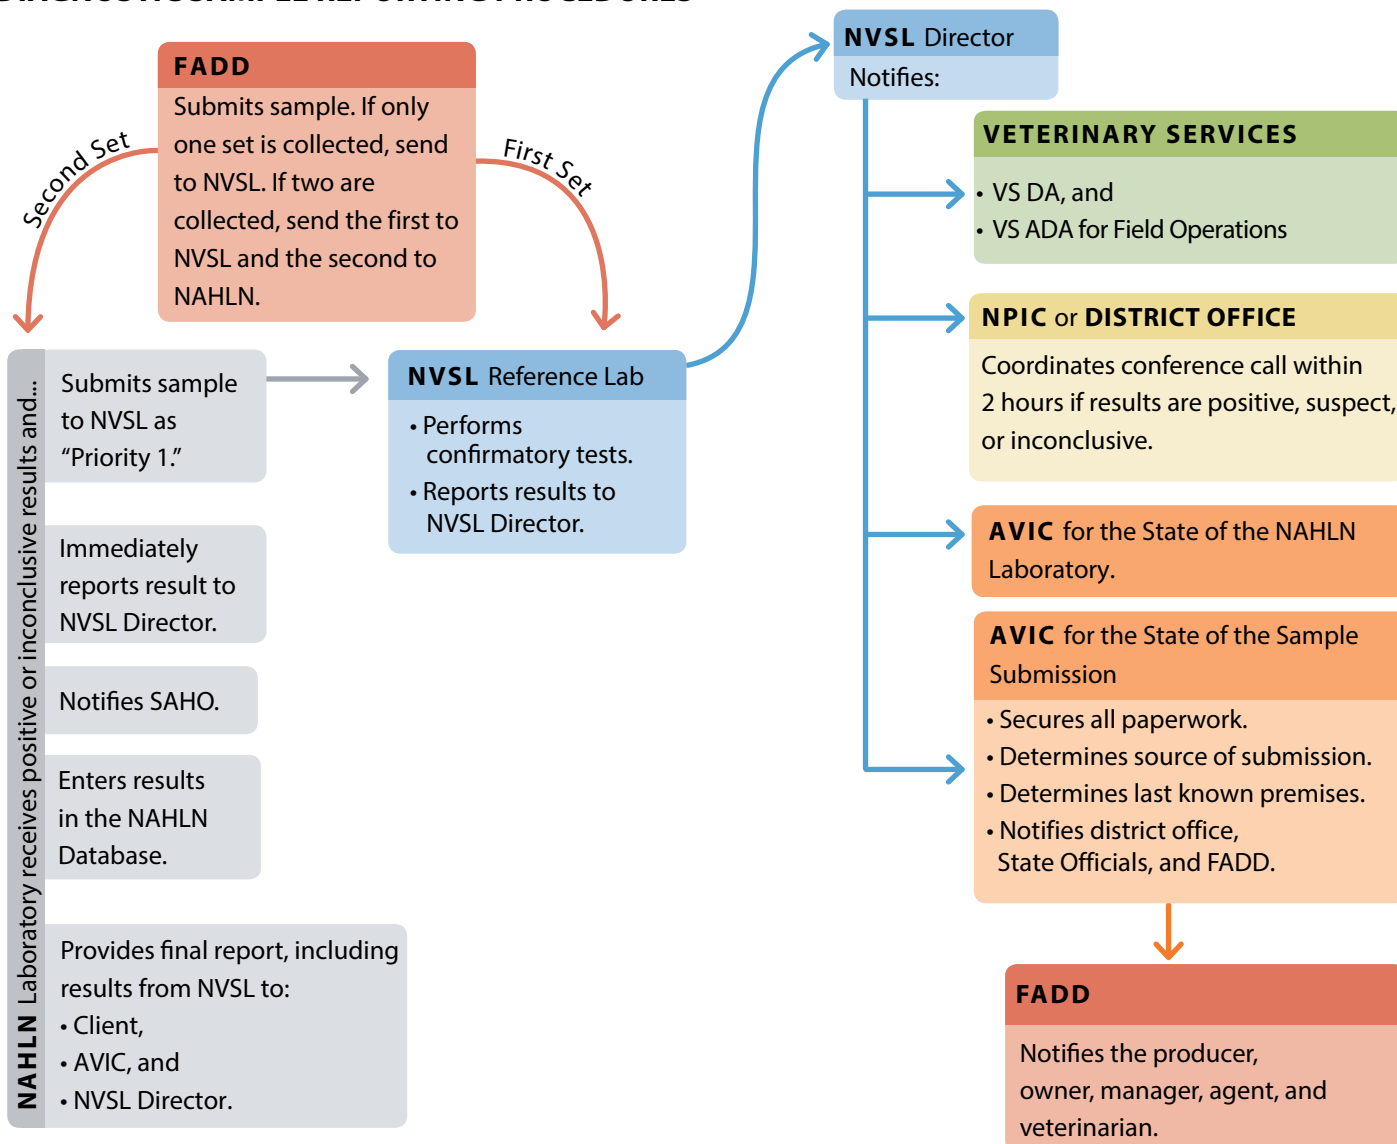 FADD
Submits sample. If only
one set is collected, send
to NVSL. If two are
collected, send the first to
NVSL and the second to
NAHLN.
Second Set
First Set
NAHLN Laboratory receives positive or inconclusive results and...
Submits sample
to NVSL as
“Priority 1.”
Immediately
reports result to
NVSL Director.
Notifies SAHO.
Enters results
in the NAHLN
Database.
Provides final report, including
results from NVSL to:
• Client,
• AVIC, and
• NVSL Director.
NVSL Reference Lab
• Performs
confirmatory tests.
• Reports results to
NVSL Director.
NVSL Director
Notifies:
VETERINARY SERVICES
• VS DA, and
• VS ADA for Field Operations
NPIC or DISTRICT OFFICE
Coordinates conference call within
2 hours if results are positive, suspect,
or inconclusive.
AVIC for the State of the NAHLN
Laboratory.
AVIC for the State of the Sample
Submission
• Secures all paperwork.
• Determines source of submission.
• Determines last known premises.
• Notifies district office,
State Officials, and FADD.
FADD
Notifies the producer,
owner, manager, agent, and
veterinarian.